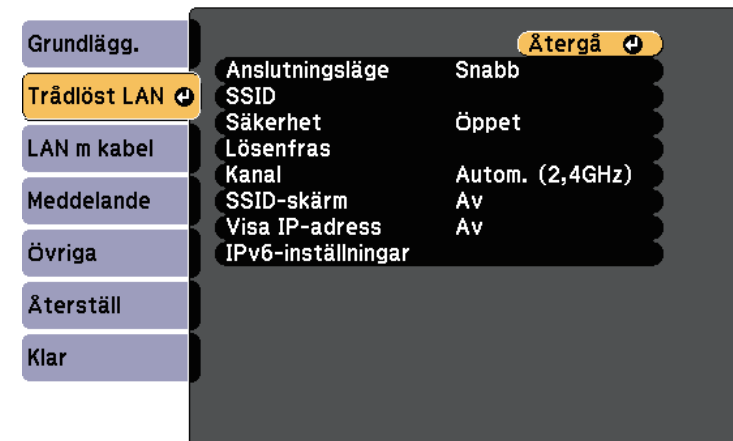 Grundlägg.
Trådlöst LAN
LAN m kabel
Meddelande
Övriga
Återställ
Klar
Återgå
Anslutningsläge Snabb
SSID
Säkerhet Öppet
Lösenfras
Kanal Autom. (2,4GHz)
SSID-skärm Av
Visa IP-adress Av
IPv6-inställningar